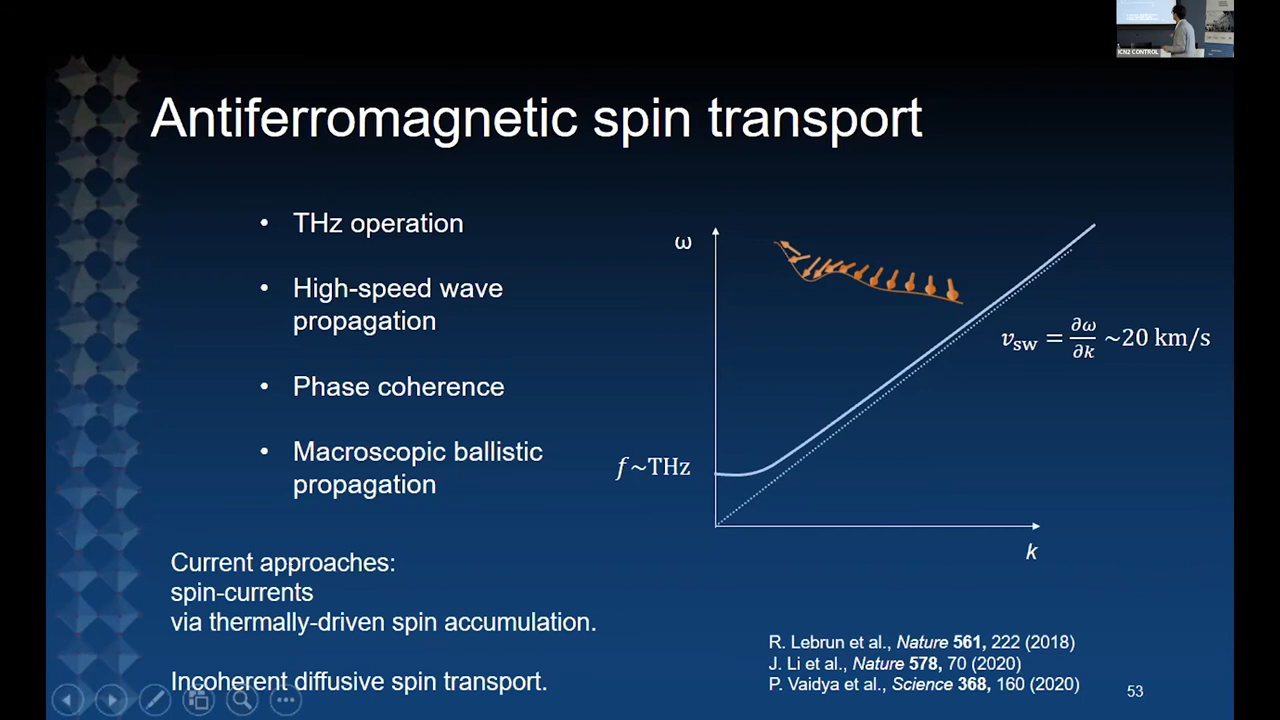 ICN2 CONTROL
Antiferromagnetic spin transport
• THz operation
• High-speed wave
propagation
• Phase coherence
• Macroscopic ballistic
propagation
Current approaches:
spin-currents
via thermally-driven spin accumulation.
Incoherent diffusive spin transport.
ω
f~THz
k
v_sw = ∂ω/∂k ~20 km/s
R. Lebrun et al., Nature 561, 222 (2018)
J. Li et al., Nature 578, 70 (2020)
P. Vaidya et al., Science 368, 160 (2020)
53